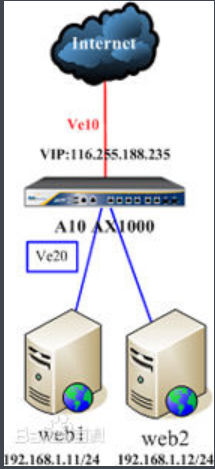 Internet
Ve10
VIP:116.255.188.235
A10 AX1000
Ve20
web1
web2
192.168.1.11/24
192.168.1.12/24